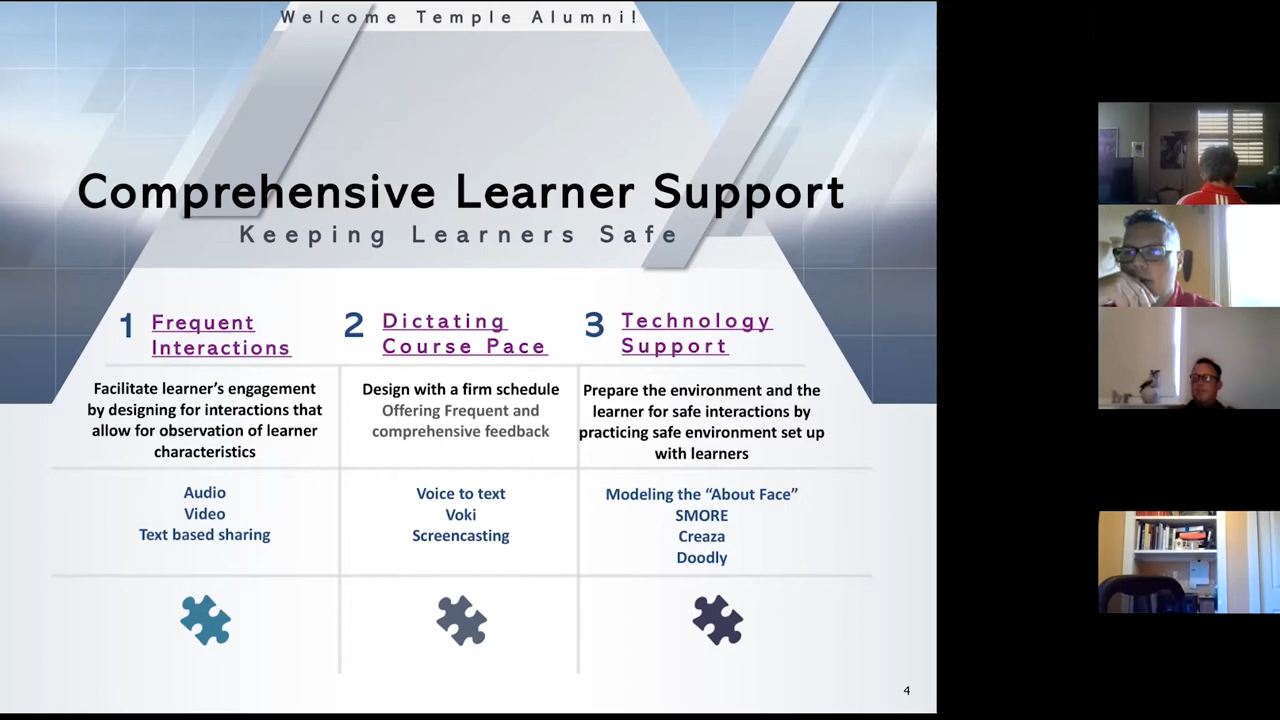 Welcome Temple Alumni!
Comprehensive Learner Support
Keeping Learners Safe
1 Frequent
Interactions
Facilitate learner’s engagement
by designing for interactions that
allow for observation of learner
characteristics
Audio
Video
Text based sharing
2 Dictating
Course Pace
Design with a firm schedule
Offering Frequent and
comprehensive feedback
Voice to text
Voki
Screencasting
3 Technology
Support
Prepare the environment and the
learner for safe interactions by
practicing safe environment set up
with learners
Modeling the “About Face”
SMORE
Creaza
Doodly
4